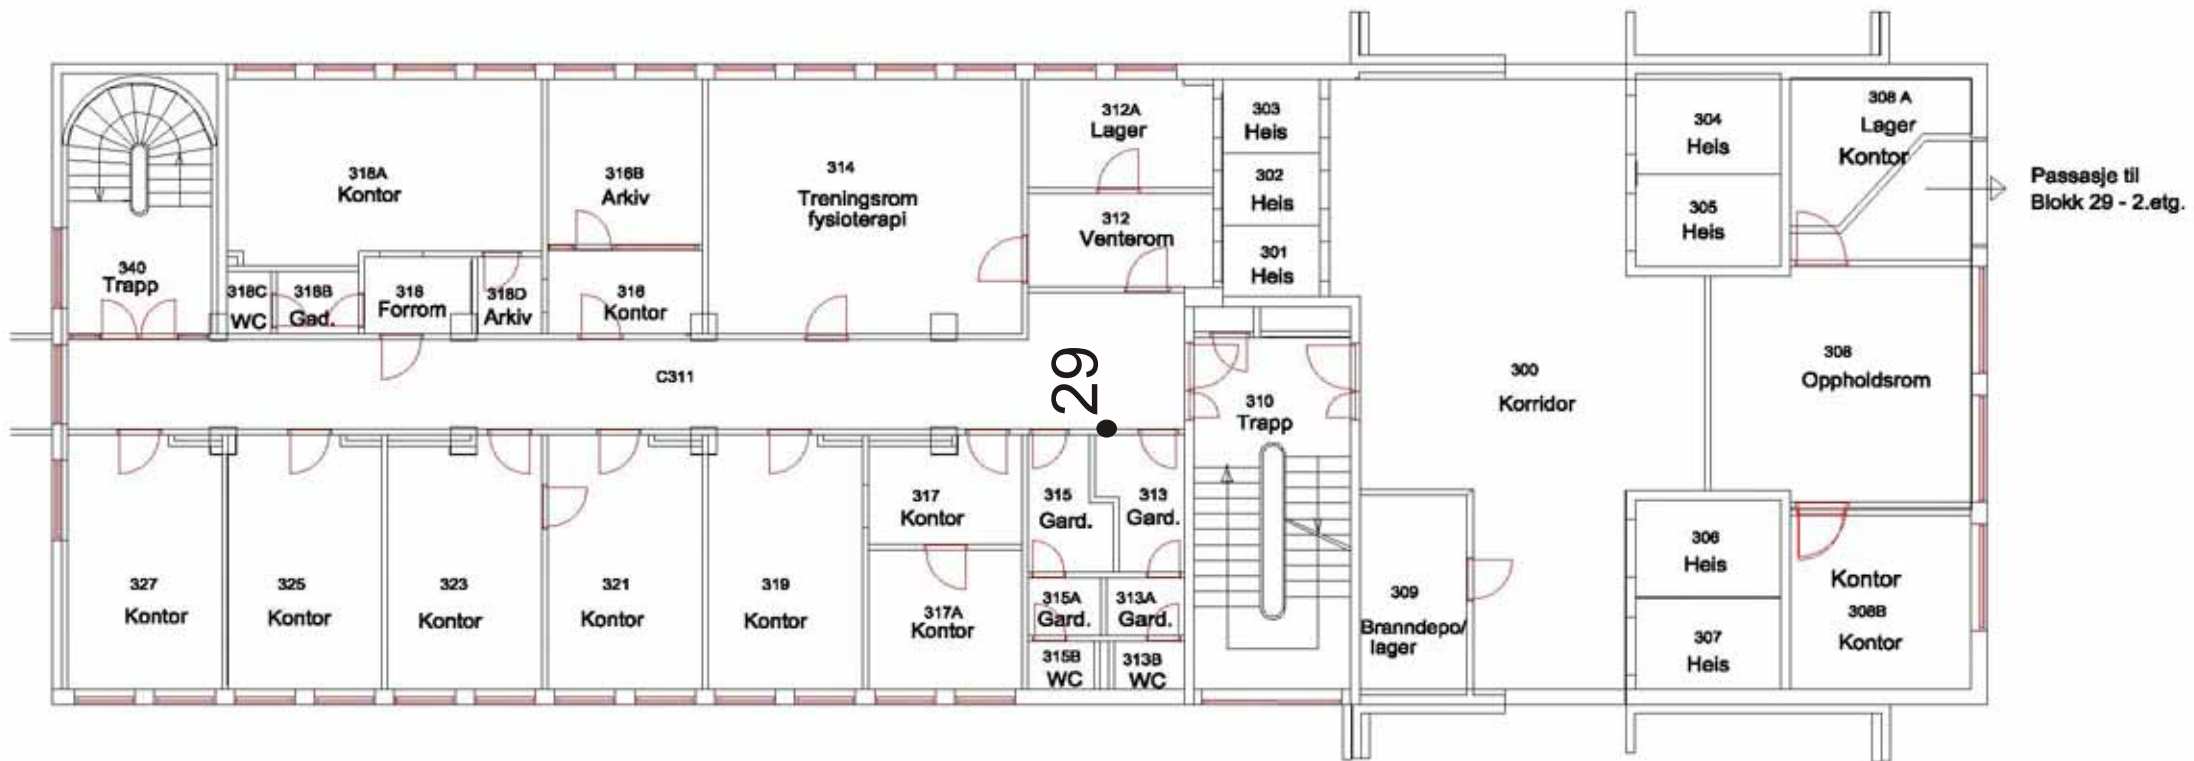 318A
Kontor
316B
Arkiv
314
Treningsrom
fysioterapi
312A
Lager
312
Venterom
303
Heis
302
Heis
301
Heis
304
Heis
305
Heis
308 A
Lager
Kontor
Passasje til
Blokk 29 - 2.etg.
340
Trapp
318C
WC
318B
Gad.
318
Forrom
318D
Arkiv
316
Kontor
C311
29
310
Trapp
300
Korridor
308
Oppholdsrom
327
Kontor
325
Kontor
323
Kontor
321
Kontor
319
Kontor
317
Kontor
317A
Kontor
315
Gard.
313
Gard.
315A
Gard.
313A
Gard.
315B
WC
313B
WC
309
Branndepo/
lager
306
Heis
307
Heis
Kontor
308B
Kontor